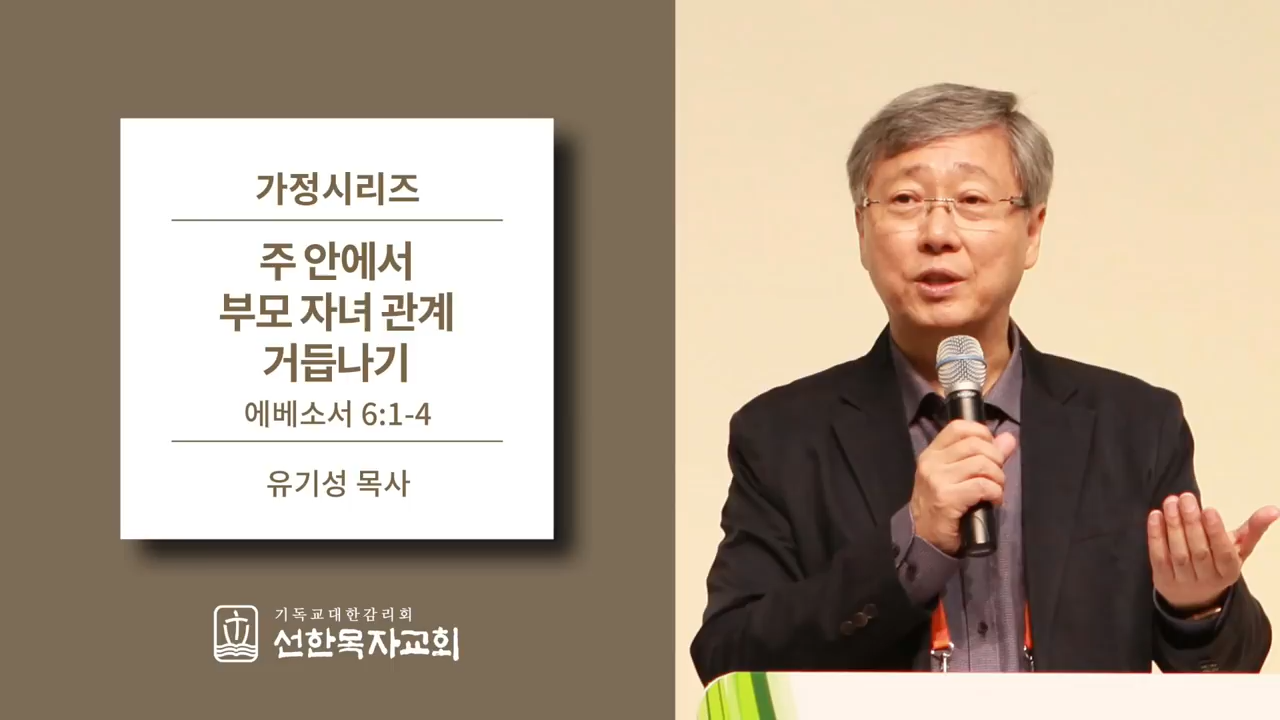 가정시리즈
주 안에서
부모 자녀 관계
거듭나기
에베소서 6:1-4
유기성 목사
기독교대한감리회
선한목자교회